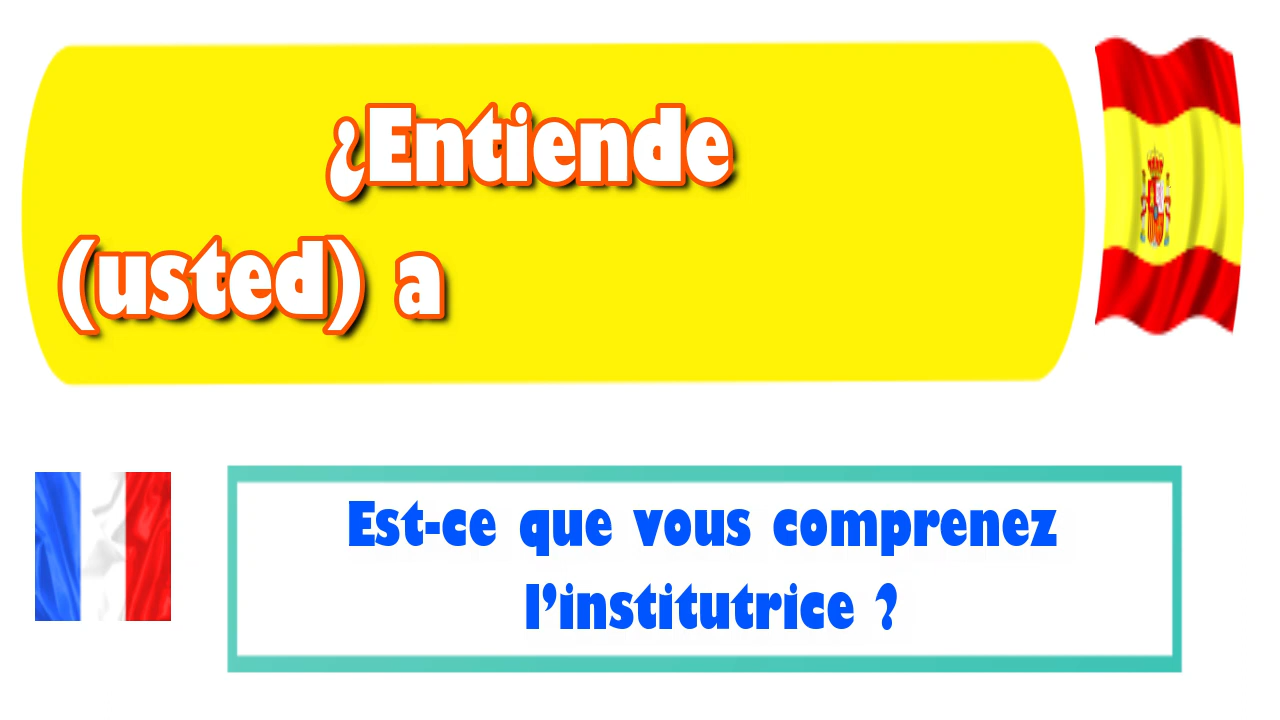 ¿Entiende
(usted) a
Est-ce que vous comprenez
l’institutrice ?